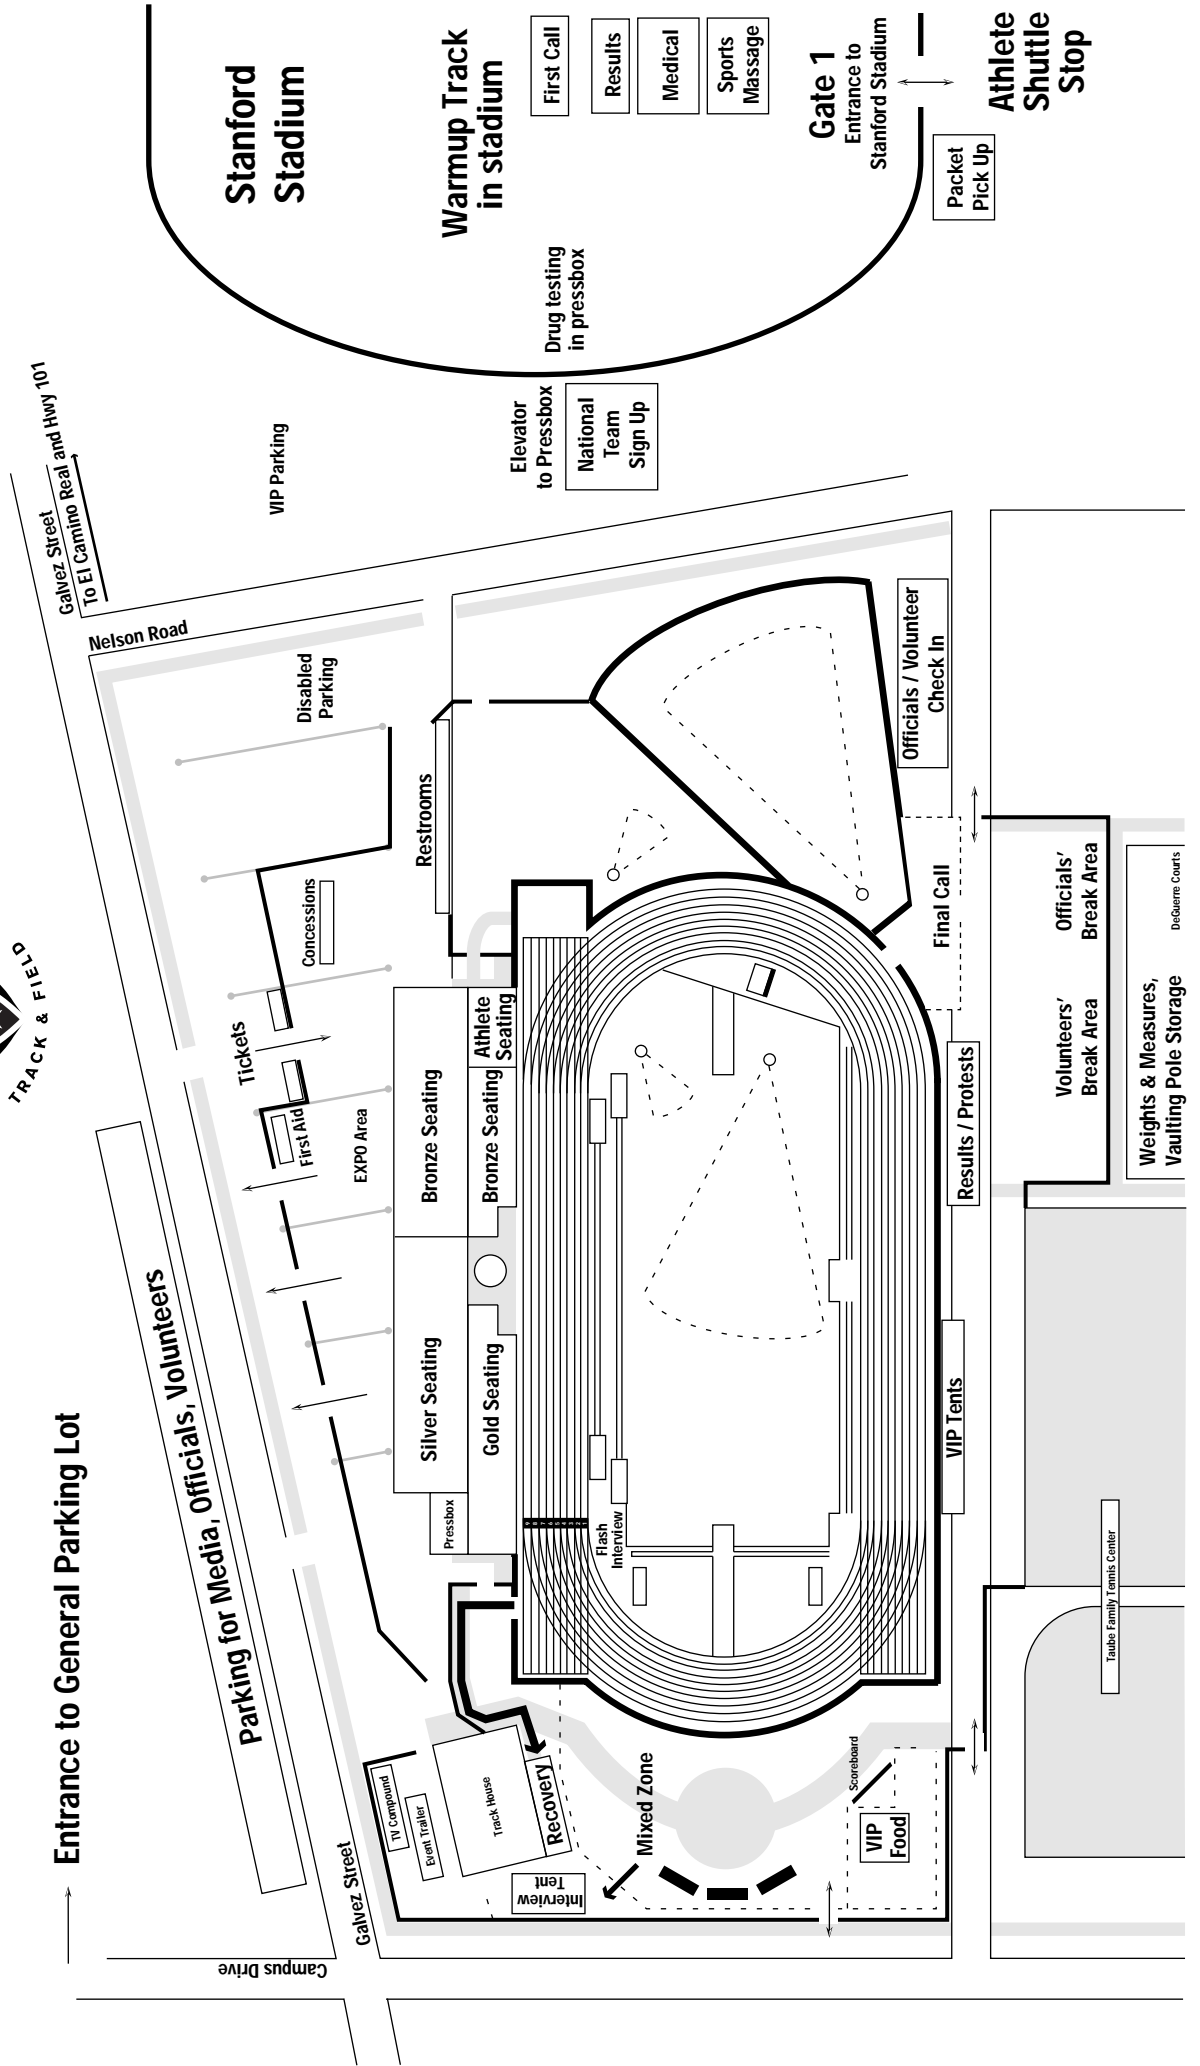 TRACK & FIELD
Entrance to General Parking Lot
Parking for Media, Officials, Volunteers
Galvez Street
To El Camino Real and Hwy 101
Nelson Road
Campus Drive
Galvez Street
VIP Parking
Stanford
Stadium
Warmup Track
in stadium
First Call
Results
Medical
Sports
Massage
Gate 1
Entrance to
Stanford Stadium
Athlete
Shuttle
Stop
Packet
Pick Up
Drug testing
in pressbox
Elevator
to Pressbox
National
Team
Sign Up
Disabled
Parking
Restrooms
Concessions
Tickets
First Aid
EXPO Area
Bronze Seating
Athlete
Seating
Bronze Seating
Silver Seating
Gold Seating
Pressbox
Flash
Interview
TV Compound
Event Trailer
Track House
Recovery
Interview
Tent
Mixed Zone
Scoreboard
VIP
Food
VIP Tents
Results / Protests
Final Call
Officials / Volunteer
Check In
Officials'
Break Area
Volunteers'
Break Area
Weights & Measures,
Vaulting Pole Storage
DeGuerre Courts
Taube Family Tennis Center